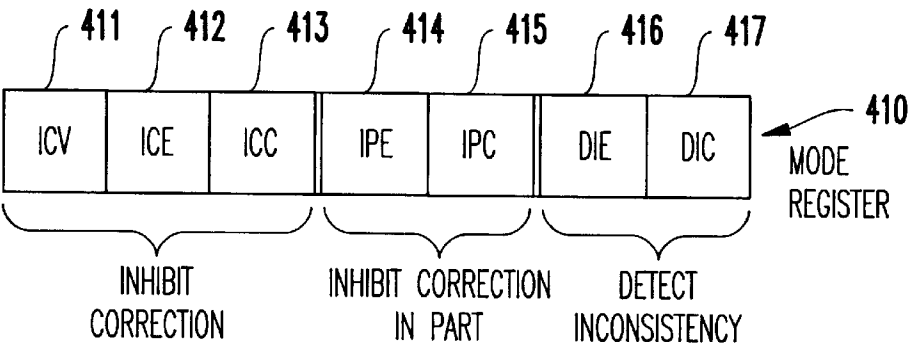 411 412 413 414 415 416 417
ICV ICE ICC IPE IPC DIE DIC
410
MODE
REGISTER
INHIBIT
CORRECTION
INHIBIT CORRECTION
IN PART
DETECT
INCONSISTENCY